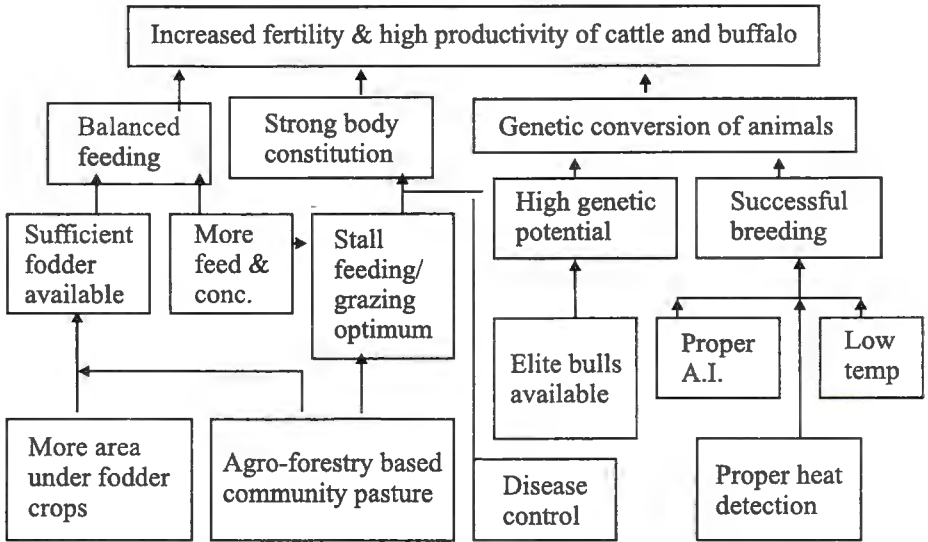 Increased fertility & high productivity of cattle and buffalo
Balanced
feeding
Strong body
constitution
Genetic conversion of animals
Sufficient
fodder
available
More
feed &
conc.
Stall
feeding/
grazing
optimum
High genetic
potential
Successful
breeding
Elite bulls
available
Proper
A.I.
Low
temp
More area
under fodder
crops
Agro-forestry based
community pasture
Disease
control
Proper heat
detection